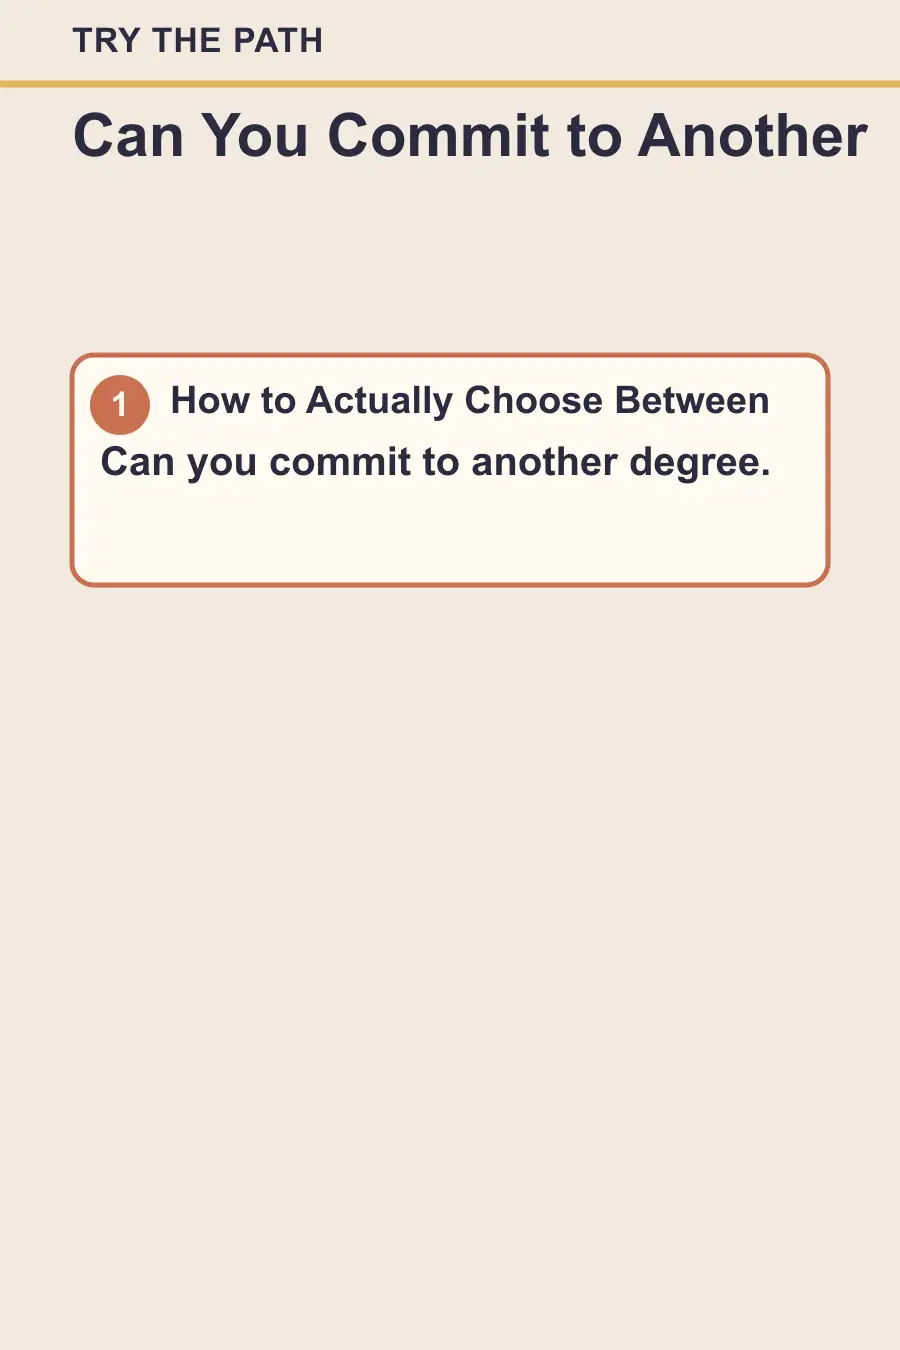 TRY THE PATH
Can You Commit to Another
1 How to Actually Choose Between
Can you commit to another degree.